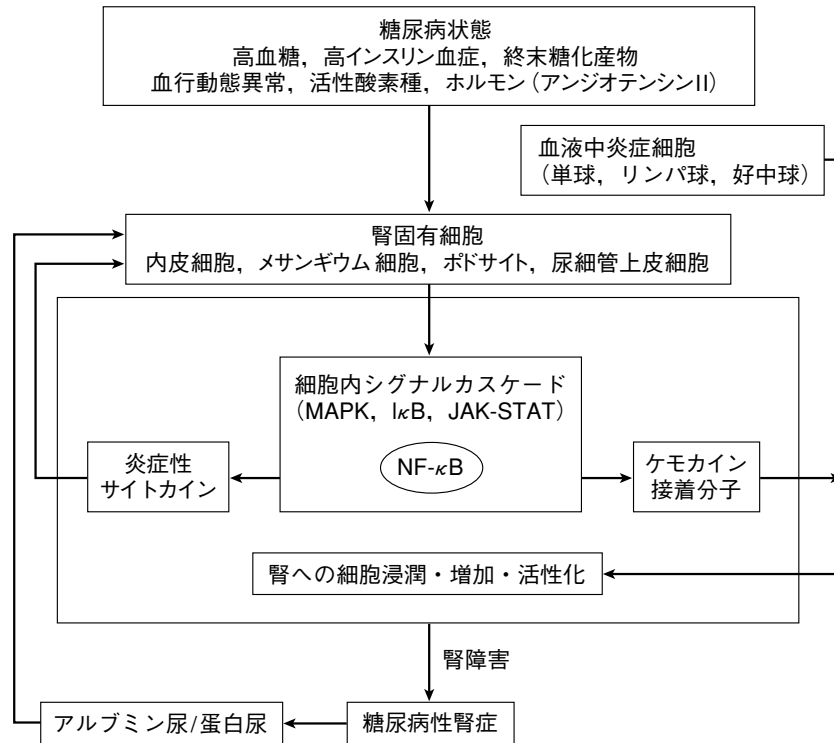 糖尿病状態
高血糖，高インスリン血症，終末糖化産物
血行動態異常，活性酸素種，ホルモン（アンジオテンシンII）
血液中炎症細胞
（単球，リンパ球，好中球）
腎固有細胞
内皮細胞，メサンギウム細胞，ポドサイト，尿細管上皮細胞
細胞内シグナルカスケード
（MAPK，IκB，JAK-STAT）
NF-κB
炎症性
サイトカイン
ケモカイン
接着分子
腎への細胞浸潤・増加・活性化
腎障害
アルブミン尿/蛋白尿
糖尿病性腎症